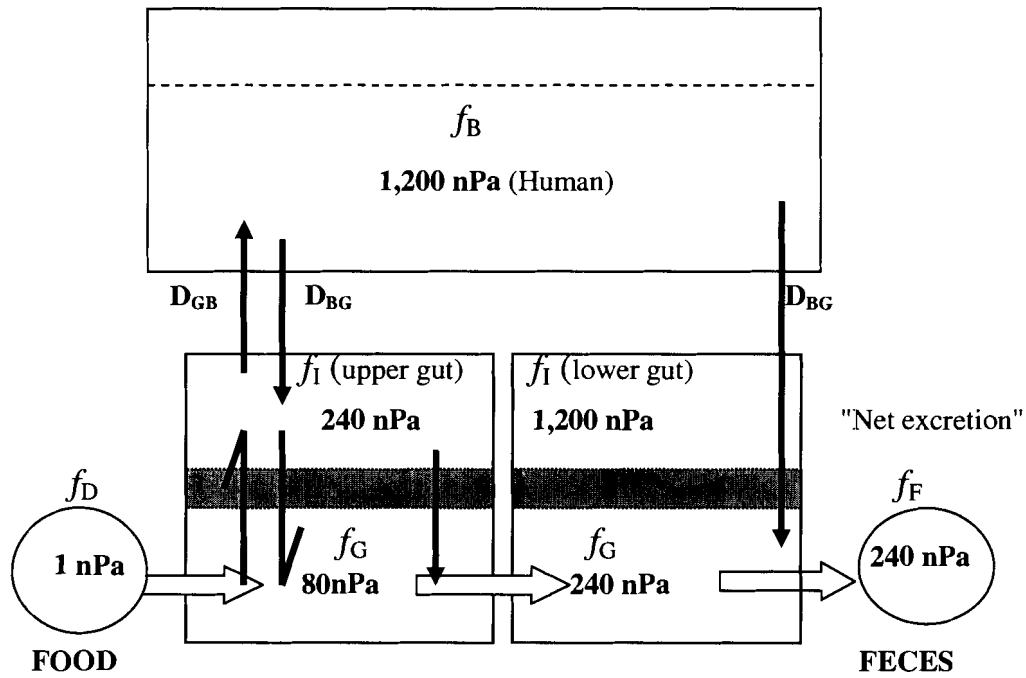 fB
1,200 nPa (Human)
DGB
DBG
DBG
fI (upper gut)
240 nPa
fI (lower gut)
1,200 nPa
"Net excretion"
fD
1 nPa
fG
80nPa
fG
240 nPa
fF
240 nPa
FOOD
FECES